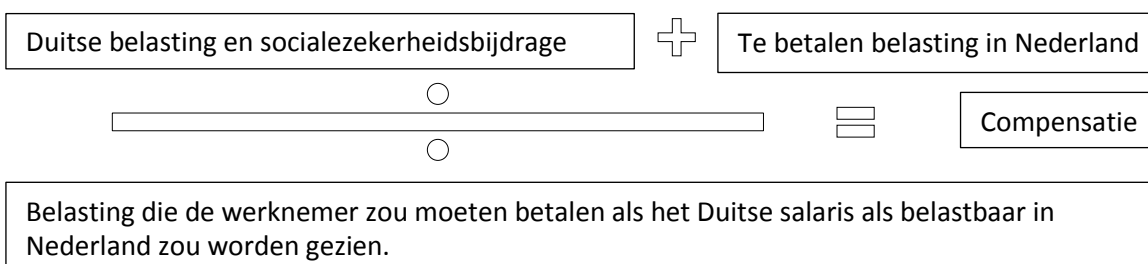 Duitse belasting en socialezekerheidsbijdrage
Te betalen belasting in Nederland
Compensatie
Belasting die de werknemer zou moeten betalen als het Duitse salaris als belastbaar in
Nederland zou worden gezien.